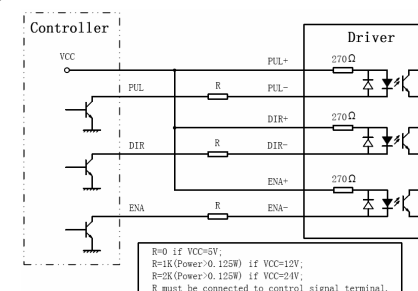 Controller
Driver
VCC
PUL+
270Ω
PUL
R
PUL-
DIR+
270Ω
DIR
R
DIR-
ENA+
270Ω
ENA
R
ENA-
R=0 if VCC=5V;
R=1K(Power>0.125W) if VCC=12V;
R=2K(Power>0.125W) if VCC=24V;
R must be connected to control signal terminal.